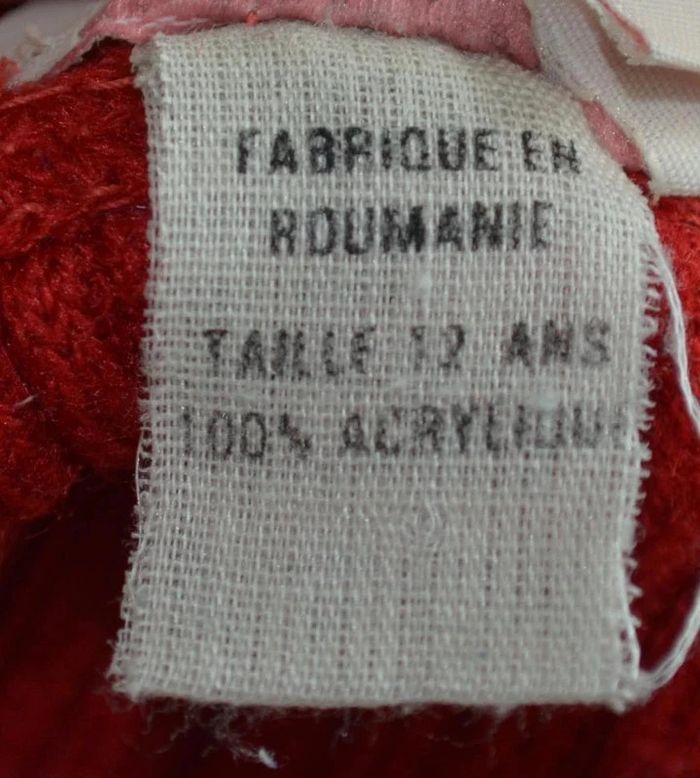 FABRIQUE EN
ROUMANIE
TAILLE 12 ANS
100% ACRYLIQUE